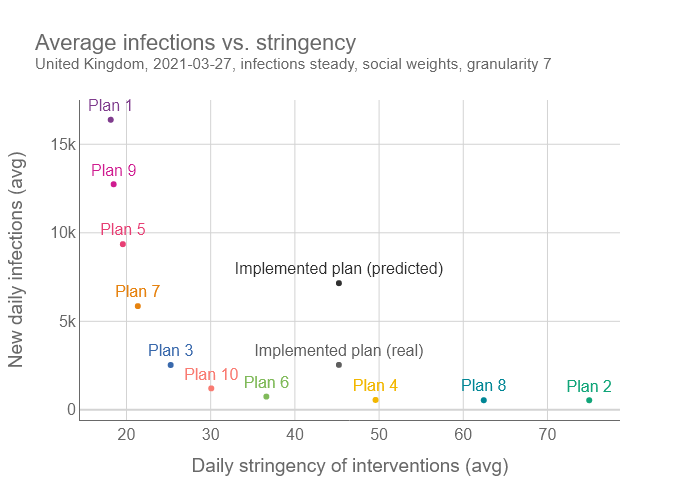 Average infections vs. stringency
United Kingdom, 2021-03-27, infections steady, social weights, granularity 7
Plan 1
15k
Plan 9
Plan 5
10k
Implemented plan (predicted)
Plan 7
5k
Plan 3
Implemented plan (real)
Plan 10
Plan 6
Plan 4
Plan 8
Plan 2
0
20
30
40
50
60
70
New daily infections (avg)
Daily stringency of interventions (avg)